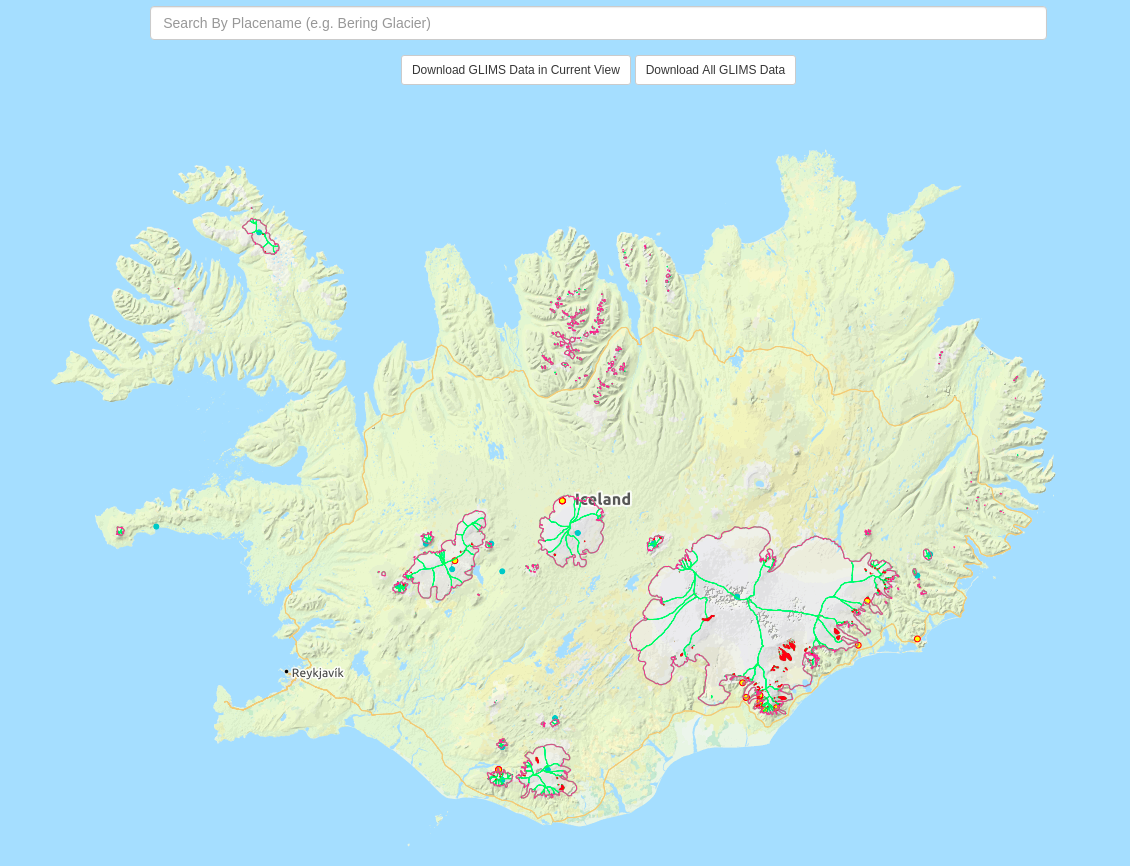 Search By Placename (e.g. Bering Glacier)
Download GLIMS Data in Current View
Download All GLIMS Data
Iceland
Reykjavík